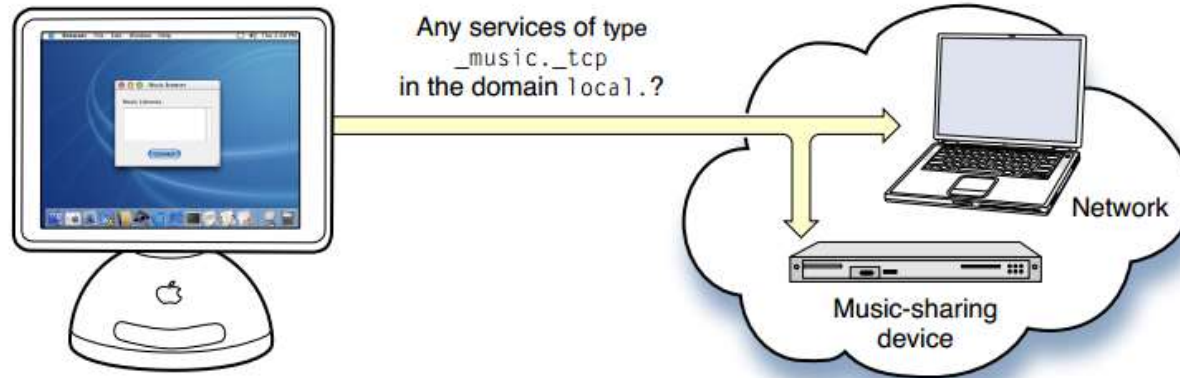 Any services of type
_music._tcp
in the domain local.?
Network
Music-sharing
device